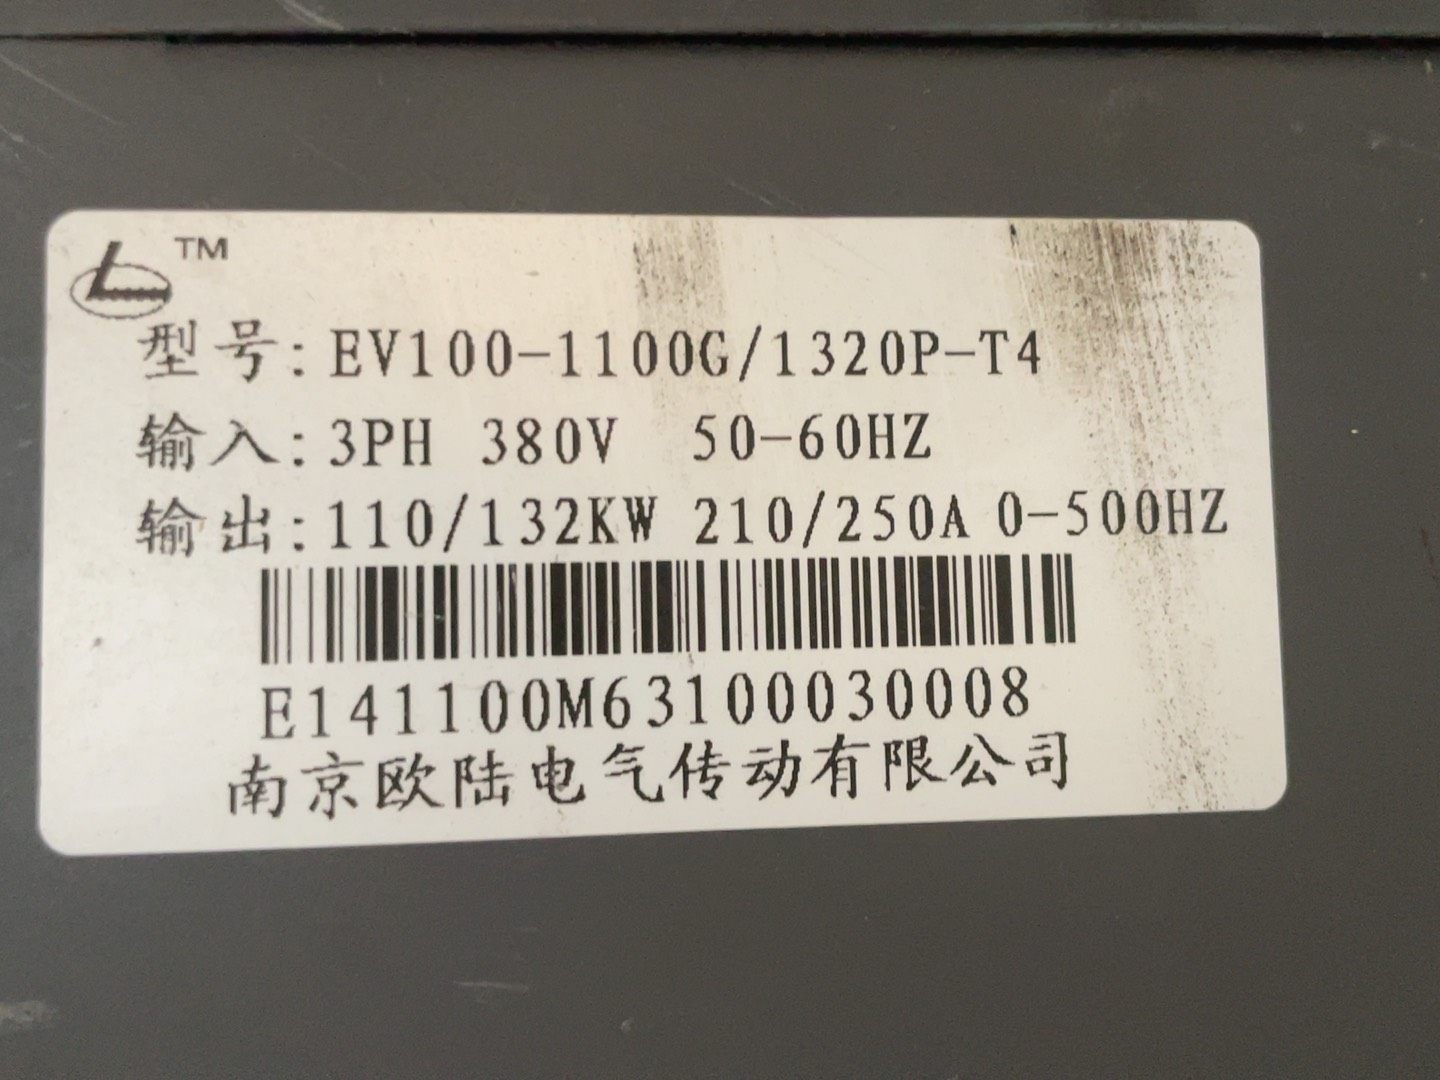 TM
型号: EV100-1100G/1320P-T4
输入: 3PH 380V 50-60HZ
输出: 110/132KW 210/250A 0-500HZ
E141100M63100030008
南京欧陆电气传动有限公司